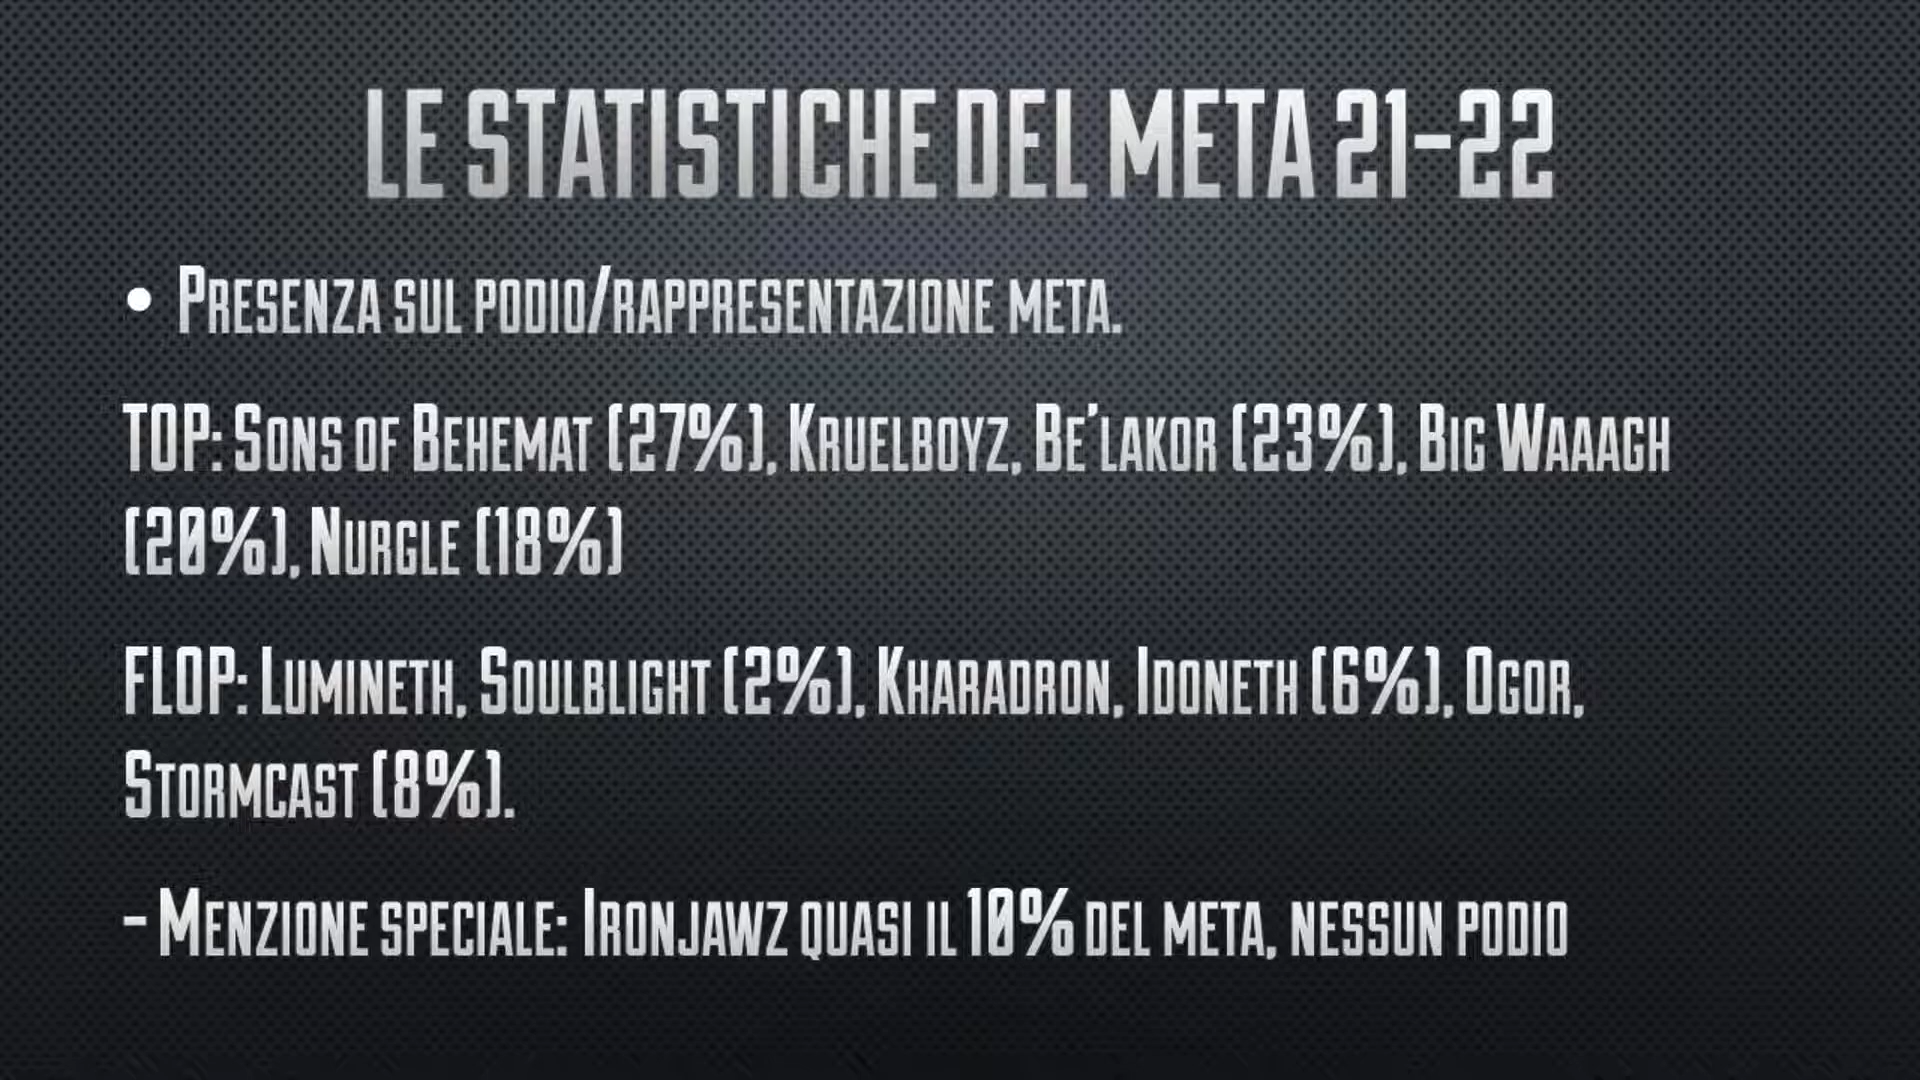 LE STATISTICHE DEL META 21-22
• PRESENZA SUL PODIO/RAPPRESENTAZIONE META.
TOP: SONS OF BEHEMAT (27%), KRUELBOYZ, BE'LAKOR (23%), BIG WAAAGH
(20%), NURGLE (18%)
FLOP: LUMINETH, SOULBLIGHT (2%), KHARADRON, IDONETH (6%), OGOR,
STORMCAST (8%).
- MENZIONE SPECIALE: IRONJAWZ QUASI IL 10% DEL META, NESSUN PODIO